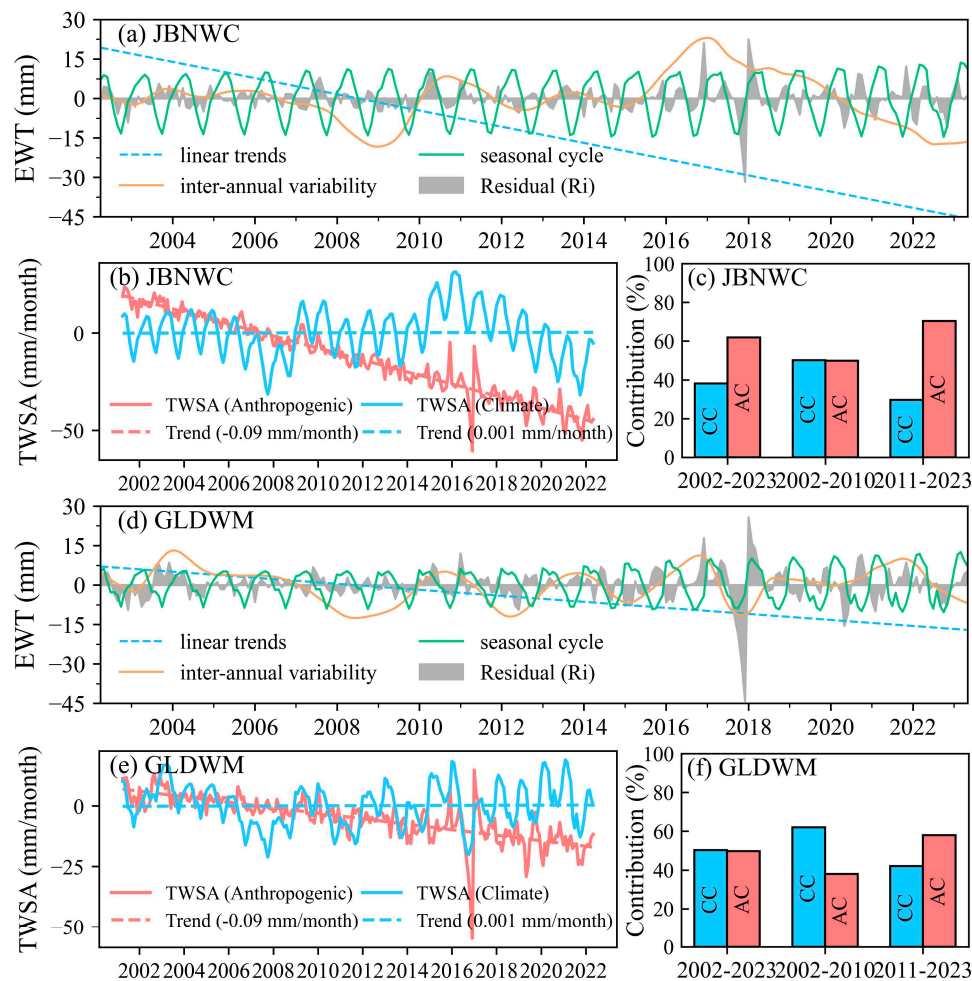 (a) JBNWC
EWT (mm)
30
15
0
−15
−30
−45
linear trends
seasonal cycle
inter-annual variability
Residual (Ri)
2004 2006 2008 2010 2012 2014 2016 2018 2020 2022
(b) JBNWC
TWSA (mm/month)
0
−50
TWSA (Anthropogenic)
TWSA (Climate)
Trend (-0.09 mm/month)
Trend (0.001 mm/month)
2002 2004 2006 2008 2010 2012 2014 2016 2018 2020 2022
(c) JBNWC
Contribution (%)
100
80
60
40
20
0
CC AC CC AC CC AC
2002-2023 2002-2010 2011-2023
(d) GLDWM
EWT (mm)
30
15
0
−15
−30
−45
linear trends
seasonal cycle
inter-annual variability
Residual (Ri)
2004 2006 2008 2010 2012 2014 2016 2018 2020 2022
(e) GLDWM
TWSA (mm/month)
0
−25
−50
TWSA (Anthropogenic)
TWSA (Climate)
Trend (-0.09 mm/month)
Trend (0.001 mm/month)
2002 2004 2006 2008 2010 2012 2014 2016 2018 2020 2022
(f) GLDWM
Contribution (%)
100
80
60
40
20
0
CC AC CC AC CC AC
2002-2023 2002-2010 2011-2023